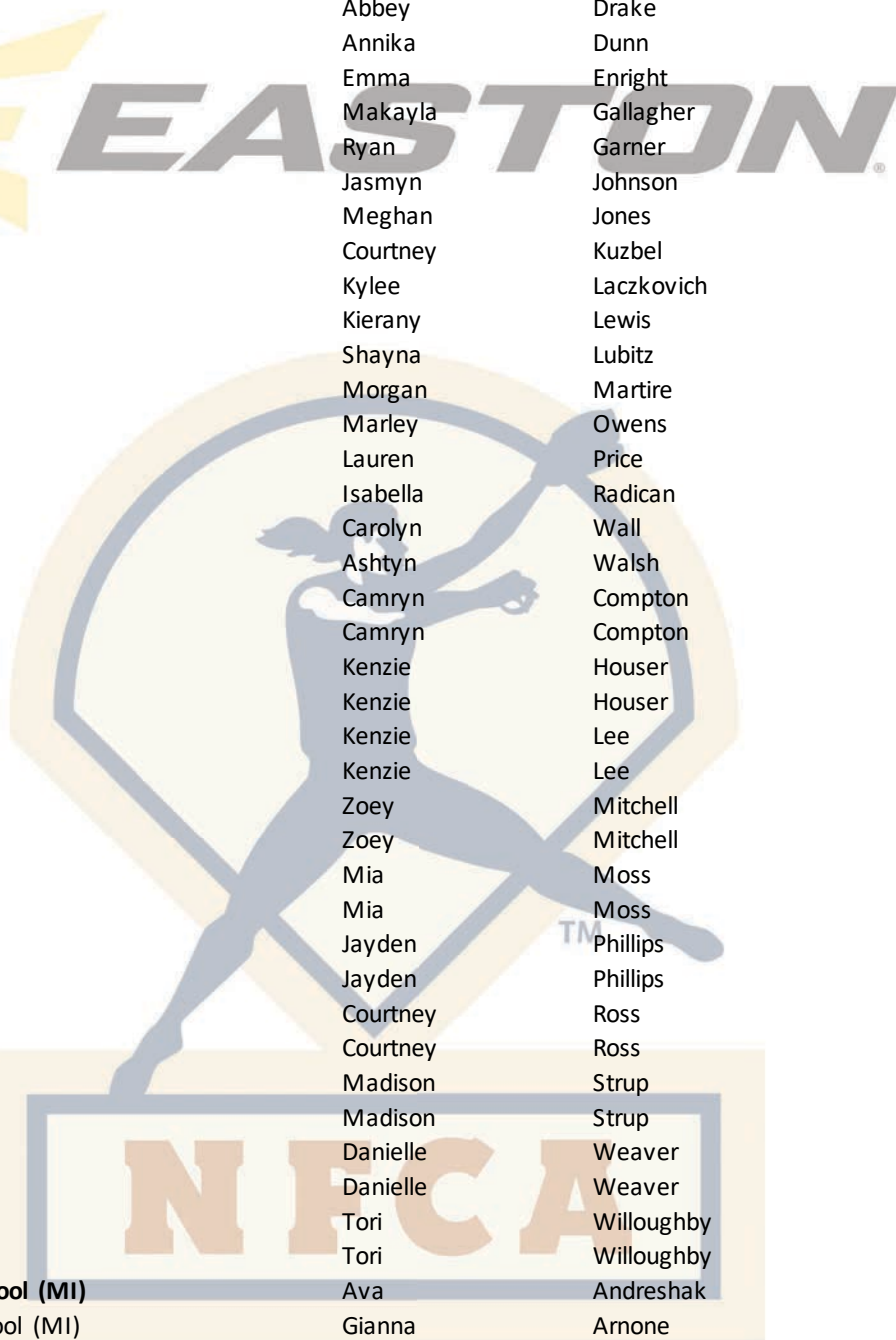 Abbey Drake
Annika Dunn
Emma Enright
EASTON®
Makayla Gallagher
Ryan Garner
Jasmyn Johnson
Meghan Jones
Courtney Kuzbel
Kylee Laczkovich
Kierany Lewis
Shayna Lubitz
Morgan Martire
Marley Owens
Lauren Price
Isabella Radican
Carolyn Wall
Ashtyn Walsh
Camryn Compton
Camryn Compton
Kenzie Houser
Kenzie Houser
Kenzie Lee
Kenzie Lee
Zoey Mitchell
Zoey Mitchell
Mia Moss
Mia Moss
TM
Jayden Phillips
Jayden Phillips
Courtney Ross
Courtney Ross
Madison Strup
Madison Strup
Danielle Weaver
Danielle Weaver
NFCA
Tori Willoughby
Tori Willoughby
ool (MI) Ava Andreshak
ool (MI) Gianna Arnone